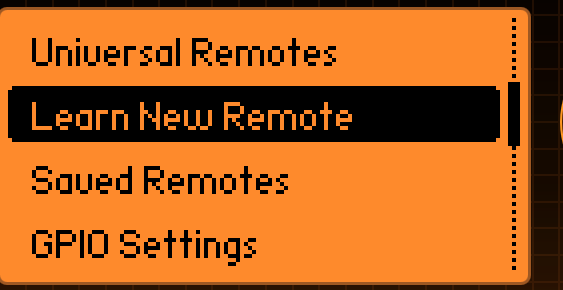 Universal Remotes
Learn New Remote
Saved Remotes
GPIO Settings